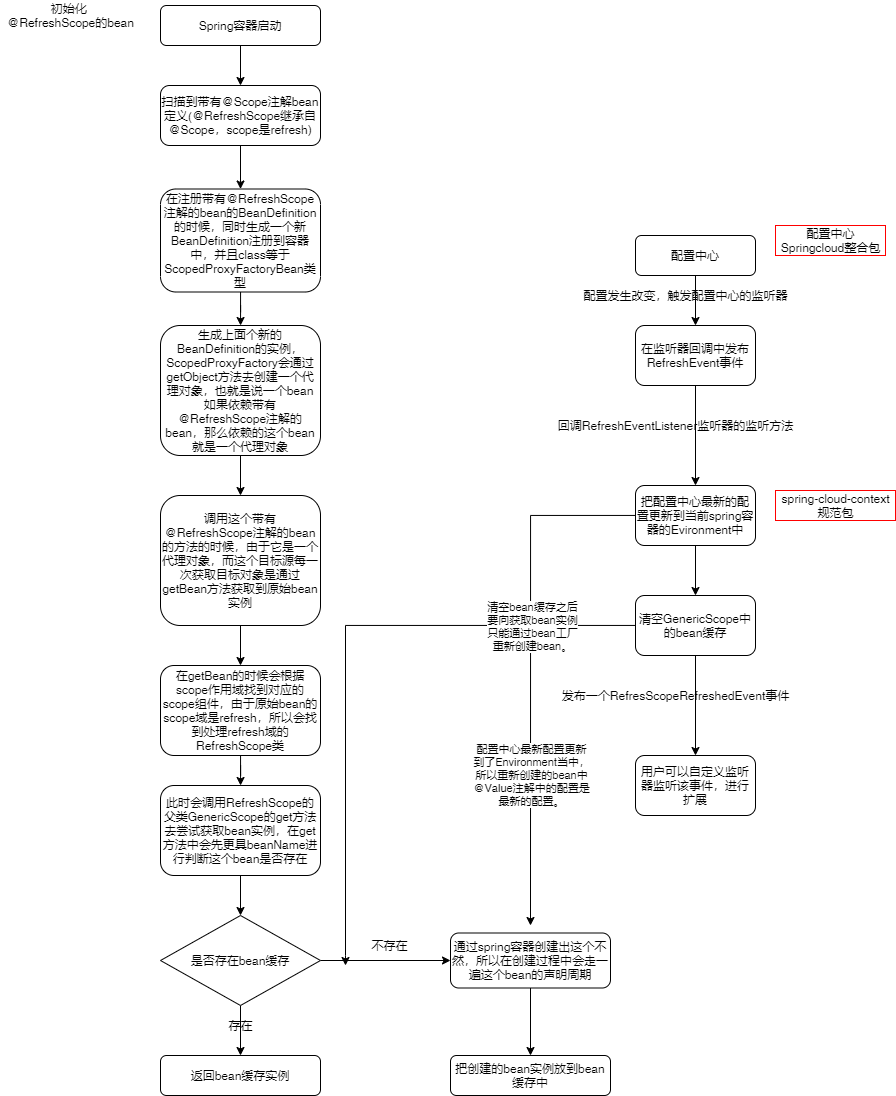 初始化
@RefreshScope的bean
Spring容器启动
扫描到带有@Scope注解bean
定义(@RefreshScope继承自
@Scope，scope是refresh)
在注册带有@RefreshScope
注解的bean的BeanDefinition
的时候，同时生成一个新
BeanDefinition注册到容器
中，并且class等于
ScopedProxyFactoryBean类
型
生成上面个新的
BeanDefinition的实例，
ScopedProxyFactory会通过
getObject方法去创建一个代
理对象，也就是说一个bean
如果依赖带有
@RefreshScope注解的
bean，那么依赖的这个bean
就是一个代理对象
调用这个带有
@RefreshScope注解的bean
的方法的时候，由于它是一个
代理对象，而这个目标源每一
次获取目标对象是通过
getBean方法获取到原始bean
实例
在getBean的时候会根据
scope作用域找到对应的
scope组件，由于原始bean的
scope域是refresh，所以会找
到处理refresh域的
RefreshScope类
此时会调用RefreshScope的
父类GenericScope的get方法
去尝试获取bean实例，在get
方法中会先更具beanName进
行判断这个bean是否存在
是否存在bean缓存
存在
返回bean缓存实例
不存在
通过spring容器创建出这个不
然，所以在创建过程中会走一
遍这个bean的声明周期
把创建的bean实例放到bean
缓存中
配置中心
Springcloud整合包
配置中心
配置发生改变，触发配置中心的监听器
在监听器回调中发布
RefreshEvent事件
回调RefreshEventListener监听器的监听方法
把配置中心最新的配
置更新到当前spring容
器的Evironment中
spring-cloud-context
规范包
清空GenericScope中
的bean缓存
清空bean缓存之后
要向获取bean实例
只能通过bean工厂
重新创建bean。
发布一个RefresScopeRefreshedEvent事件
用户可以自定义监听
器监听该事件，进行
扩展
配置中心最新配置更新
到了Environment当中，
所以重新创建的bean中
@Value注解中的配置是
最新的配置。